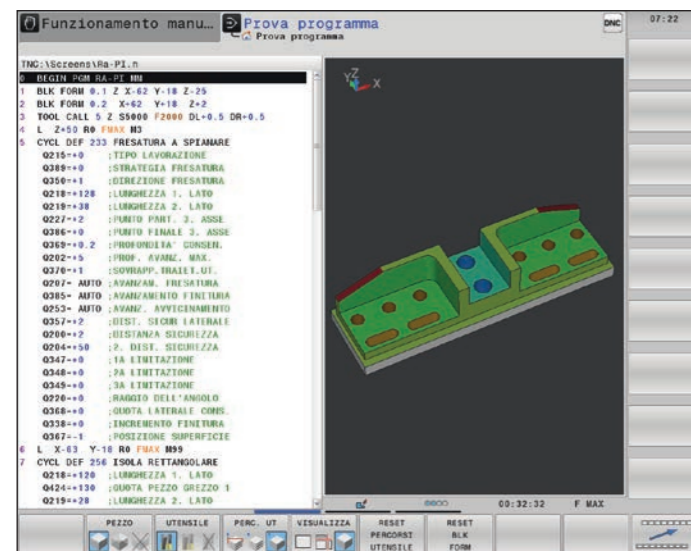 Funzionamento manu...
Prova programma
DNC
07:22
Prova programma
TNC:\Screens\Ra-PI.h
0 BEGIN PGM RA-PI MM
1 BLK FORM 0.1 Z X-62 Y-18 Z-25
2 BLK FORM 0.2 X+62 Y+18 Z+2
3 TOOL CALL 5 Z S5000 F2000 DL+0.5 DR+0.5
4 L Z+50 R0 FMAX M3
5 CYCL DEF 233 FRESATURA A SPIANARE
Q215=+0 ;TIPO LAVORAZIONE
Q389=+0 ;STRATEGIA FRESATURA
Q350=+1 ;DIREZIONE FRESATURA
Q218=+128 ;LUNGHEZZA 1. LATO
Q219=+38 ;LUNGHEZZA 2. LATO
Q227=+2 ;PUNTO PART. 3. ASSE
Q386=+0 ;PUNTO FINALE 3. ASSE
Q369=+0.2 ;PROFONDITA' CONSEN.
Q202=+5 ;PROF. AVANZ. MAX.
Q370=+1 ;SOVRAPP.TRAIET.UT.
Q207= AUTO ;AVANZAM. FRESATURA
Q385= AUTO ;AVANZAMENTO FINITURA
Q253= AUTO ;AVANZ. AVVICINAMENTO
Q357=+2 ;DIST. SICUR LATERALE
Q200=+2 ;DISTANZA SICUREZZA
Q204=+50 ;2. DIST. SICUREZZA
Q347=+0 ;1A LIMITAZIONE
Q348=+0 ;2A LIMITAZIONE
Q349=+0 ;3A LIMITAZIONE
Q220=+0 ;RAGGIO DELL'ANGOLO
Q368=+0 ;QUOTA LATERALE CONS.
Q338=+0 ;INCREMENTO FINITURA
Q367=-1 ;POSIZIONE SUPERFICIE
6 L X-63 Y-18 R0 FMAX M99
7 CYCL DEF 256 ISOLA RETTANGOLARE
Q218=+120 ;LUNGHEZZA 1. LATO
Q424=+130 ;QUOTA PEZZO GREZZO 1
Q219=+28 ;LUNGHEZZA 2. LATO
Y Z X
00:32:32 F MAX
PEZZO
UTENSILE
PERC. UT
VISUALIZZA
RESET PERCORSI UTENSILE
RESET BLK FORM